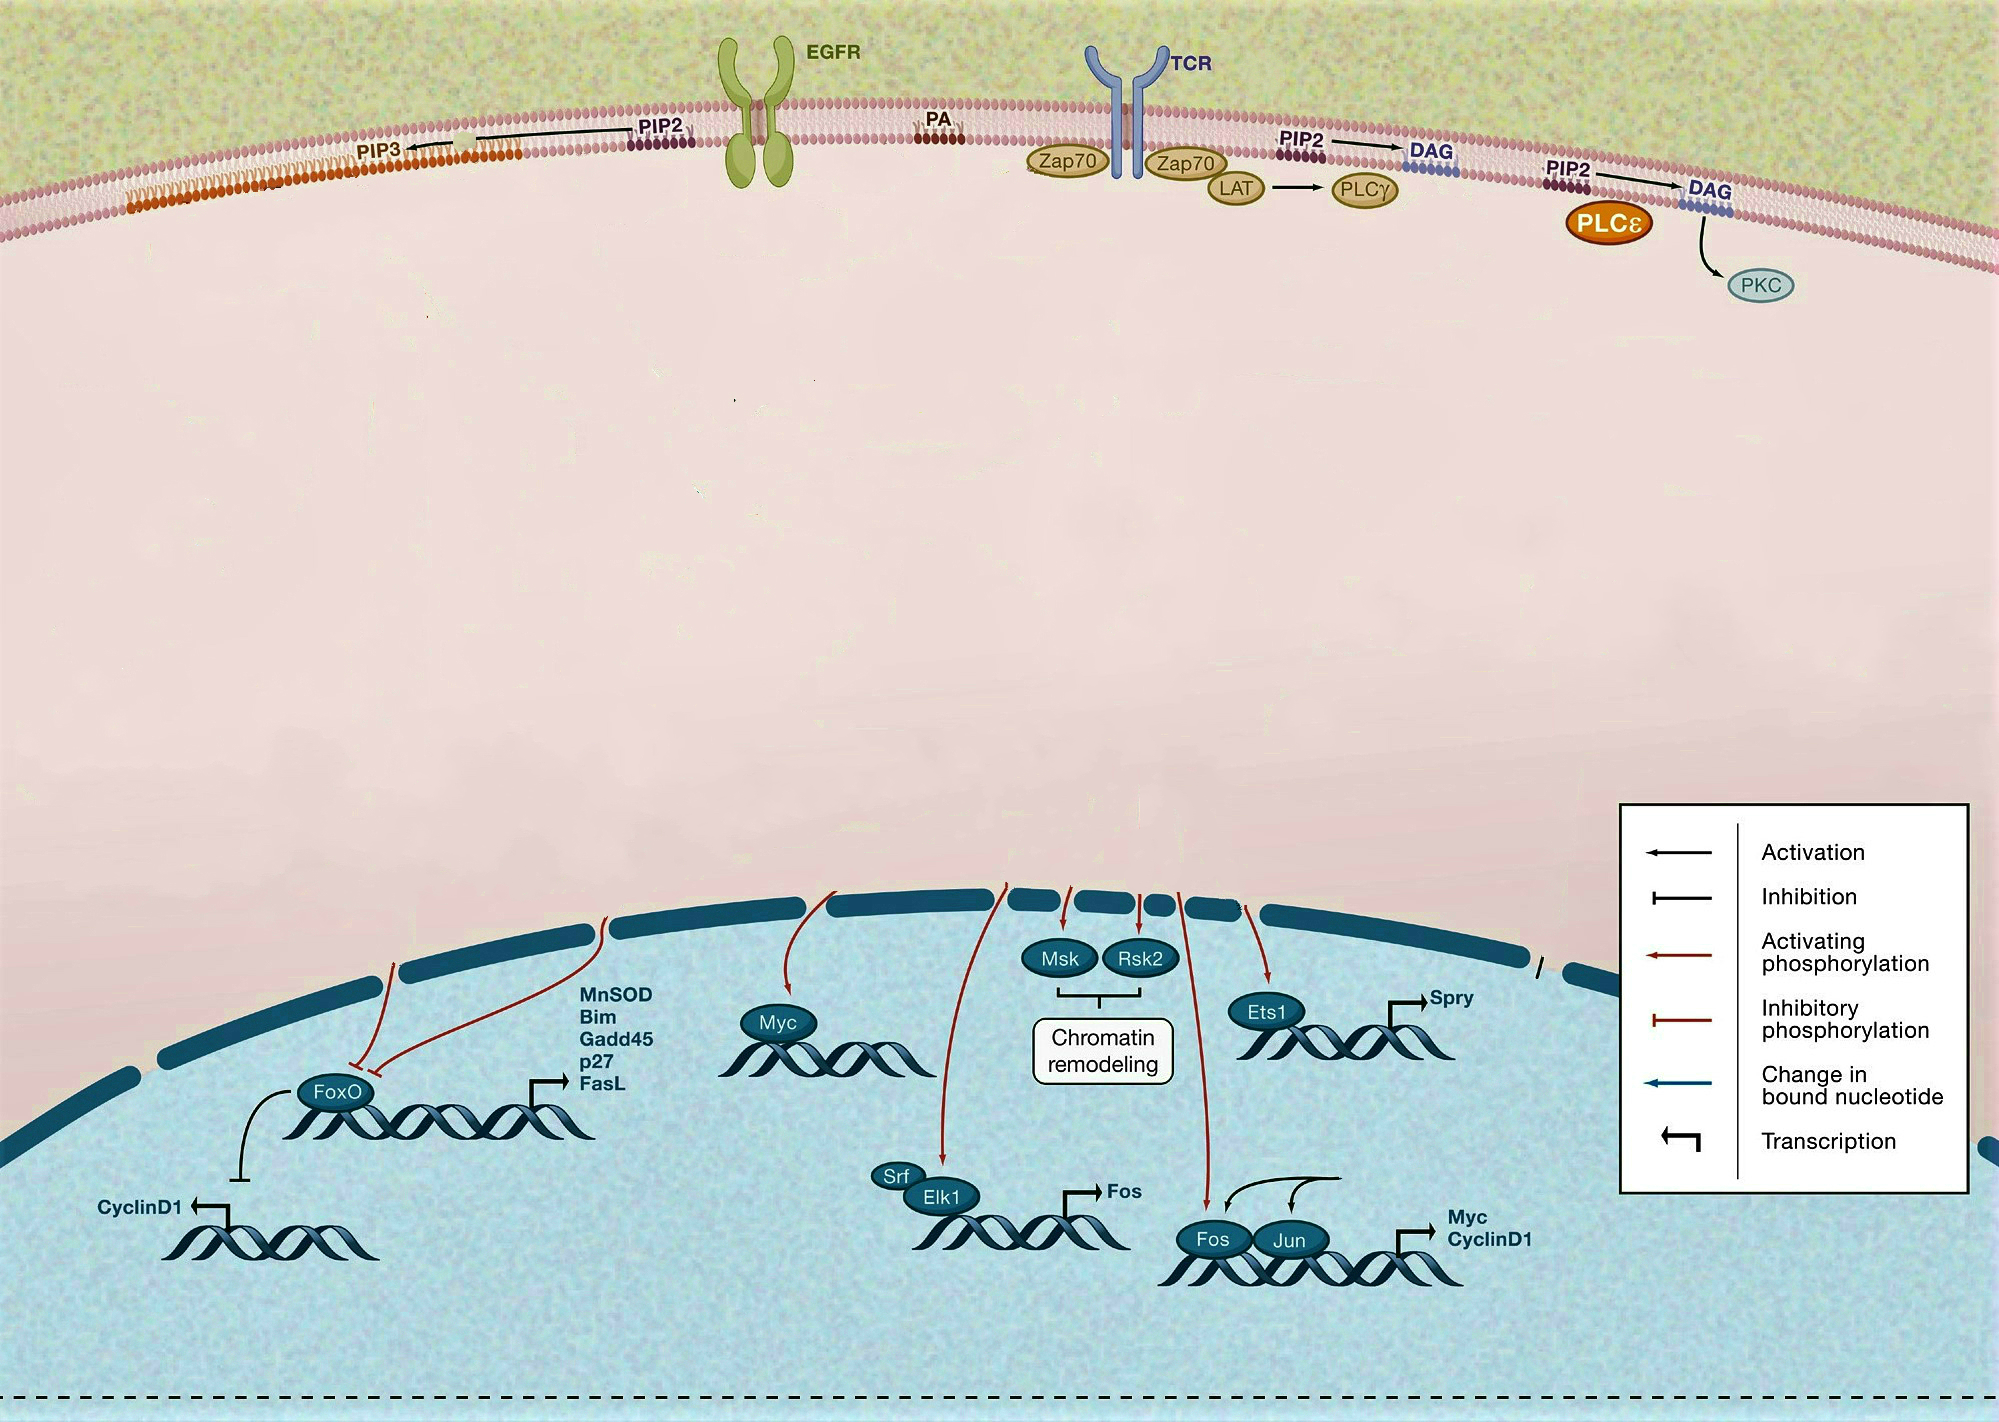 EGFR
TCR
PIP2
PIP3
PA
Zap70
Zap70
LAT
PLCγ
PIP2
DAG
PIP2
DAG
PLCε
PKC
Activation
Inhibition
Activating
phosphorylation
Inhibitory
phosphorylation
Change in
bound nucleotide
Transcription
MnSOD
Bim
Gadd45
p27
FasL
FoxO
CyclinD1
Myc
Msk
Rsk2
Chromatin
remodeling
Ets1
Spry
Srf
Elk1
Fos
Fos
Jun
Myc
CyclinD1